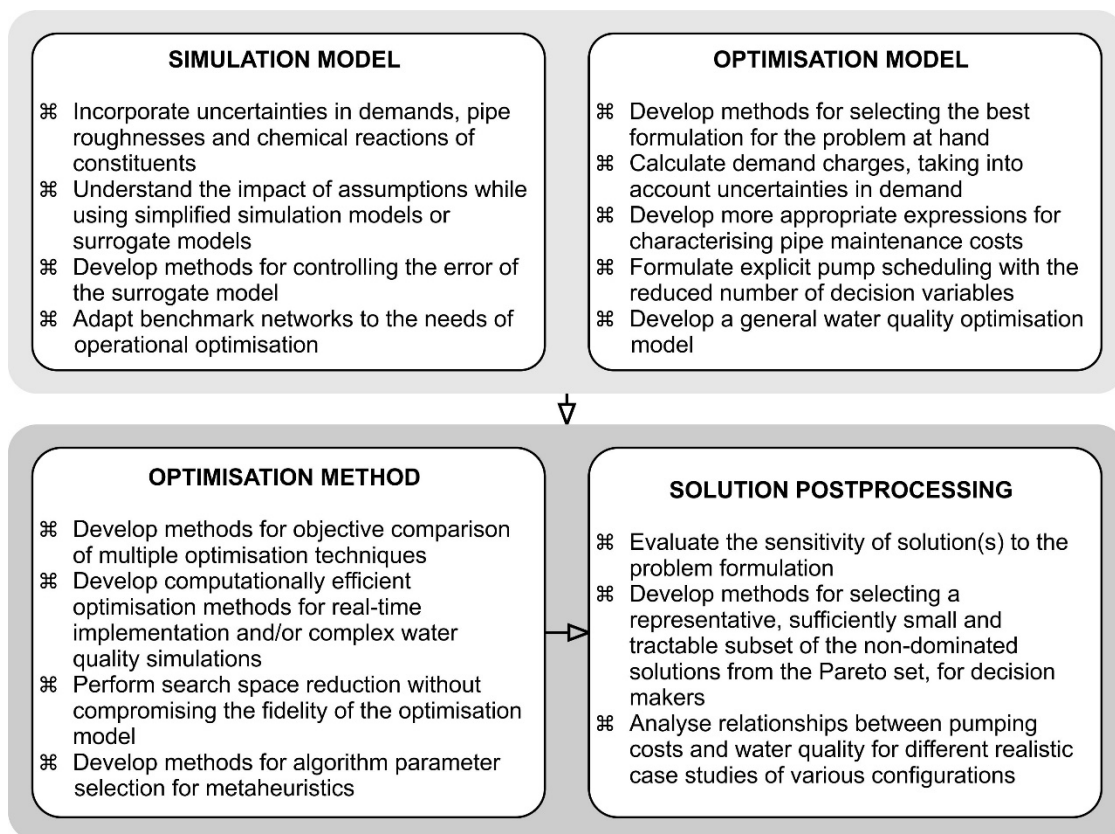 SIMULATION MODEL
⌘ Incorporate uncertainties in demands, pipe
roughnesses and chemical reactions of
constituents
⌘ Understand the impact of assumptions while
using simplified simulation models or
surrogate models
⌘ Develop methods for controlling the error of
the surrogate model
⌘ Adapt benchmark networks to the needs of
operational optimisation
OPTIMISATION MODEL
⌘ Develop methods for selecting the best
formulation for the problem at hand
⌘ Calculate demand charges, taking into
account uncertainties in demand
⌘ Develop more appropriate expressions for
characterising pipe maintenance costs
⌘ Formulate explicit pump scheduling with the
reduced number of decision variables
⌘ Develop a general water quality optimisation
model
OPTIMISATION METHOD
⌘ Develop methods for objective comparison
of multiple optimisation techniques
⌘ Develop computationally efficient
optimisation methods for real-time
implementation and/or complex water
quality simulations
⌘ Perform search space reduction without
compromising the fidelity of the optimisation
model
⌘ Develop methods for algorithm parameter
selection for metaheuristics
SOLUTION POSTPROCESSING
⌘ Evaluate the sensitivity of solution(s) to the
problem formulation
⌘ Develop methods for selecting a
representative, sufficiently small and
tractable subset of the non-dominated
solutions from the Pareto set, for decision
makers
⌘ Analyse relationships between pumping
costs and water quality for different realistic
case studies of various configurations